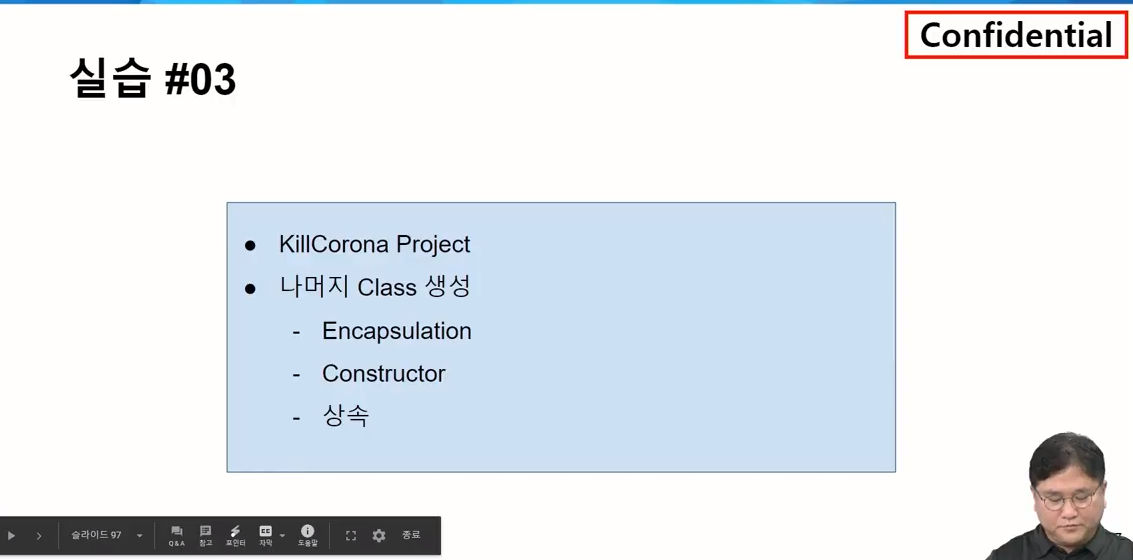 Confidential
실습 #03
● KillCorona Project
● 나머지 Class 생성
- Encapsulation
- Constructor
- 상속
슬라이드 97
Q&A 참고 포인터 자막 도움말 종료